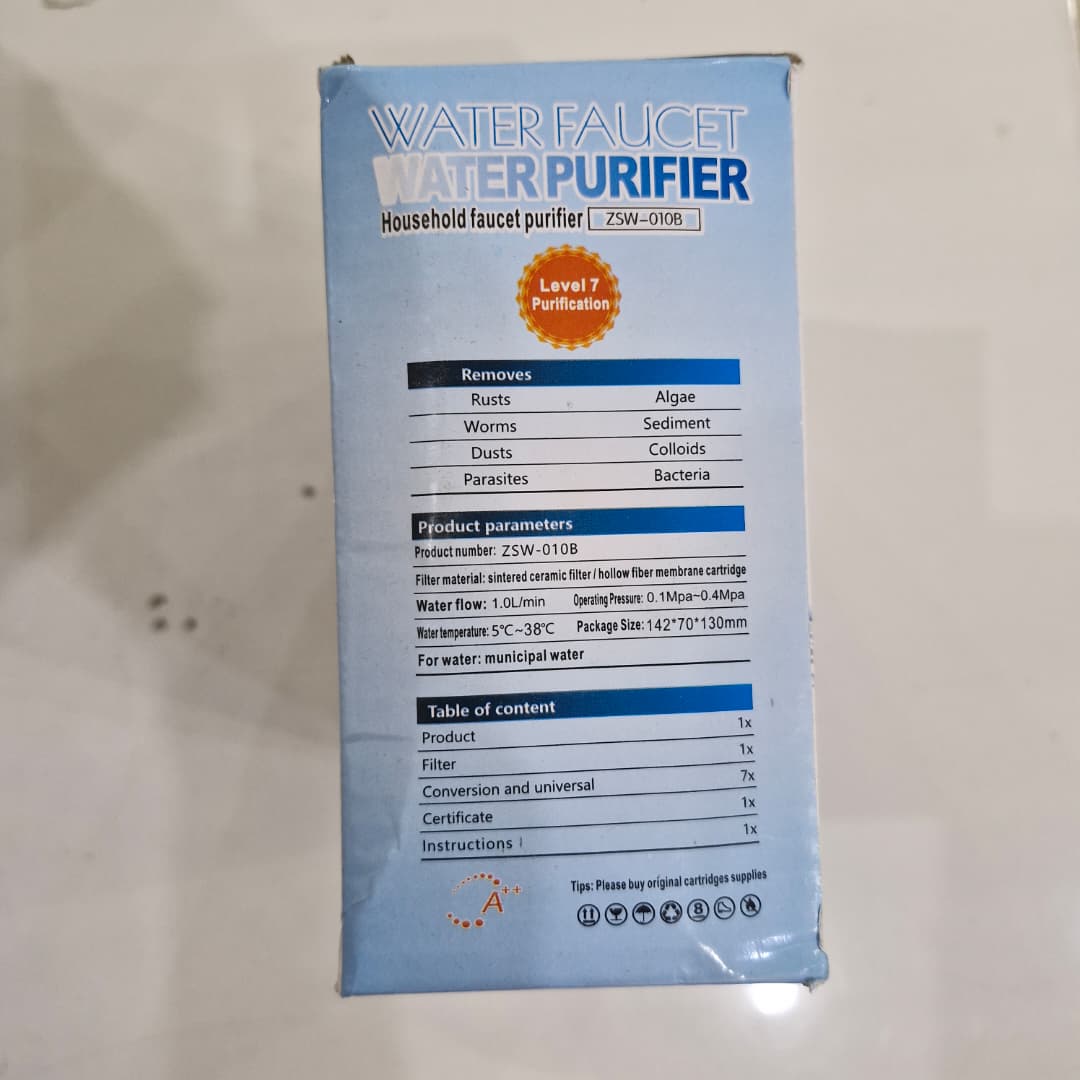 WATER FAUCET
WATER PURIFIER
Household faucet purifier ZSW-010B
Level 7
Purification
Removes
Rusts Algae
Worms Sediment
Dusts Colloids
Parasites Bacteria
Product parameters
Product number: ZSW-010B
Filter material: sintered ceramic filter / hollow fiber membrane cartridge
Water flow: 1.0L/min Operating Pressure: 0.1Mpa~0.4Mpa
Water temperature: 5℃~38℃ Package Size: 142*70*130mm
For water: municipal water
Table of content
Product 1x
Filter 1x
Conversion and universal 7x
Certificate 1x
Instructions 1x
A++
Tips: Please buy original cartridges supplies
8